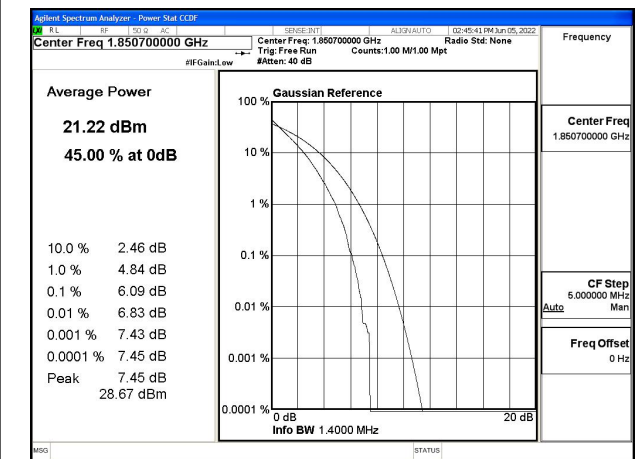 Agilent Spectrum Analyzer - Power Stat CCDF
LXI RL RF 50 Ω AC SENSE:INT ALIGN AUTO 02:45:41 PM Jun 05, 2022
Center Freq 1.850700000 GHz
Center Freq: 1.850700000 GHz Radio Std: None
Trig: Free Run Counts:1.00 M/1.00 Mpt
#IFGain:Low #Atten: 40 dB
Frequency
Average Power
21.22 dBm
45.00 % at 0dB
10.0 % 2.46 dB
1.0 % 4.84 dB
0.1 % 6.09 dB
0.01 % 6.83 dB
0.001 % 7.43 dB
0.0001 % 7.45 dB
Peak 7.45 dB
28.67 dBm
Gaussian Reference
100 %
10 %
1 %
0.1 %
0.01 %
0.001 %
0.0001 %
0 dB 20 dB
Info BW 1.4000 MHz
Center Freq
1.850700000 GHz
CF Step
5.000000 MHz
Auto Man
Freq Offset
0 Hz
MSG STATUS